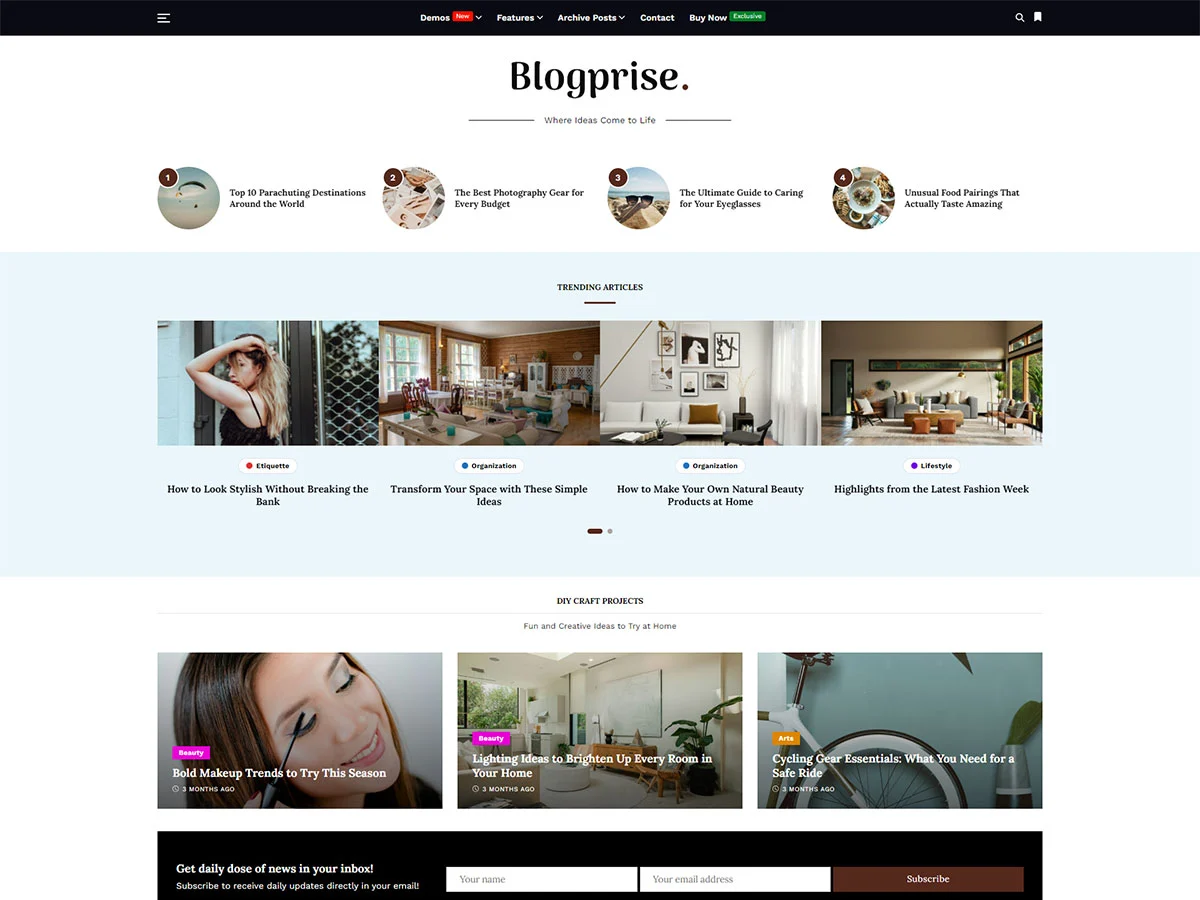 Demos New Features Archive Posts Contact Buy Now Exclusive
Blogprise.
Where Ideas Come to Life
1
Top 10 Parachuting Destinations
Around the World
2
The Best Photography Gear for
Every Budget
3
The Ultimate Guide to Caring
for Your Eyeglasses
4
Unusual Food Pairings That
Actually Taste Amazing
TRENDING ARTICLES
Etiquette
How to Look Stylish Without Breaking the
Bank
Organization
Transform Your Space with These Simple
Ideas
Organization
How to Make Your Own Natural Beauty
Products at Home
Lifestyle
Highlights from the Latest Fashion Week
DIY CRAFT PROJECTS
Fun and Creative Ideas to Try at Home
Beauty
Bold Makeup Trends to Try This Season
3 MONTHS AGO
Beauty
Lighting Ideas to Brighten Up Every Room in
Your Home
3 MONTHS AGO
Arts
Cycling Gear Essentials: What You Need for a
Safe Ride
3 MONTHS AGO
Get daily dose of news in your inbox!
Subscribe to receive daily updates directly in your email!
Your name
Your email address
Subscribe